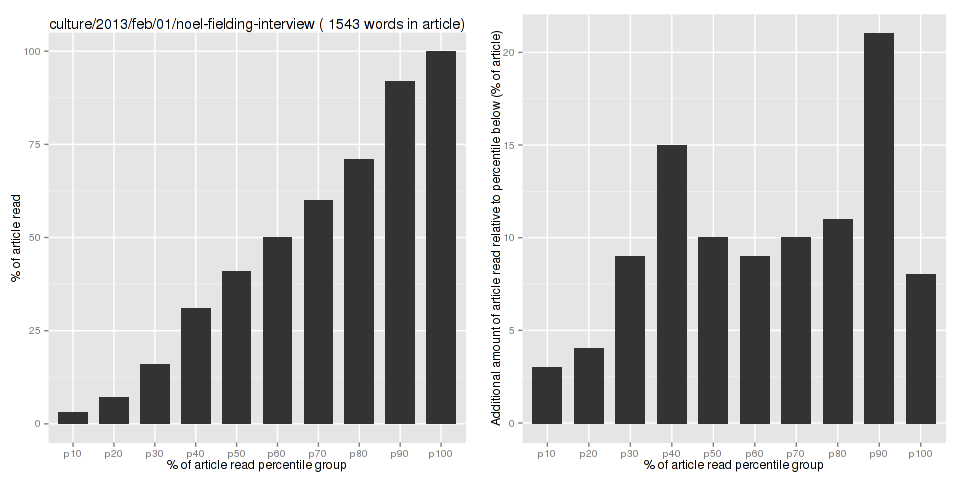 culture/2013/feb/01/noel-fielding-interview ( 1543 words in article)
% of article read
100
75
50
25
0
p10 p20 p30 p40 p50 p60 p70 p80 p90 p100
% of article read percentile group
Additional amount of article read relative to percentile below (% of article)
20
15
10
5
0
p10 p20 p30 p40 p50 p60 p70 p80 p90 p100
% of article read percentile group